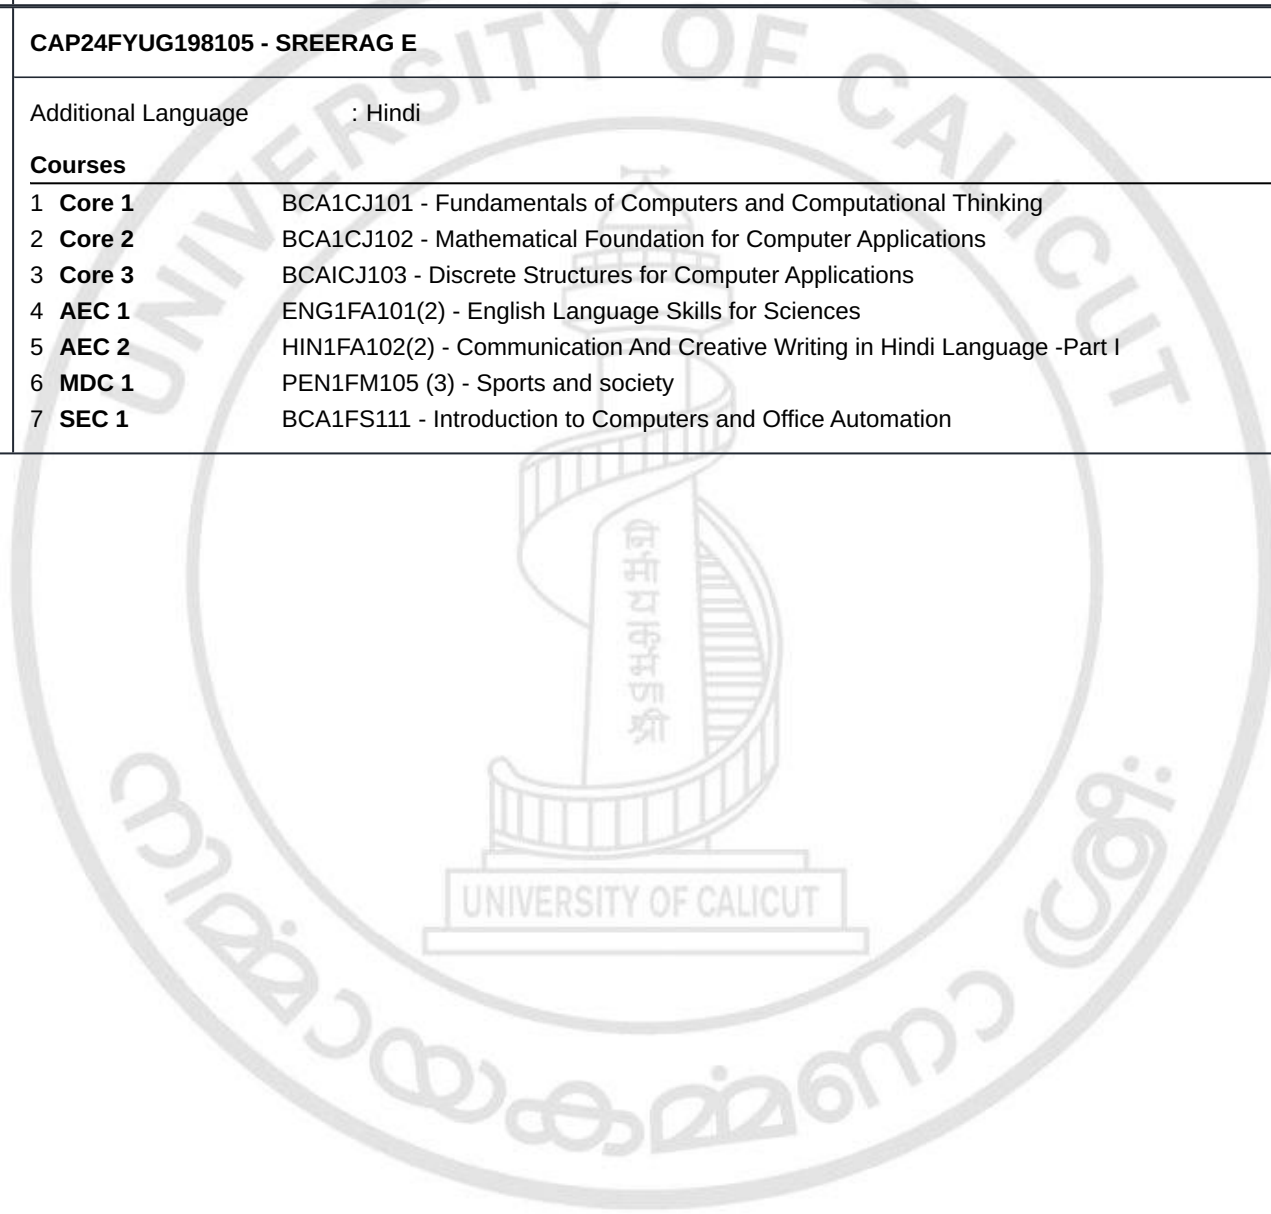 CAP24FYUG198105 - SREERAG E
Additional Language : Hindi
Courses
1 Core 1 BCA1CJ101 - Fundamentals of Computers and Computational Thinking
2 Core 2 BCA1CJ102 - Mathematical Foundation for Computer Applications
3 Core 3 BCAICJ103 - Discrete Structures for Computer Applications
4 AEC 1 ENG1FA101(2) - English Language Skills for Sciences
5 AEC 2 HIN1FA102(2) - Communication And Creative Writing in Hindi Language -Part I
6 MDC 1 PEN1FM105 (3) - Sports and society
7 SEC 1 BCA1FS111 - Introduction to Computers and Office Automation
UNIVERSITY OF CALICUT
UNIVERSITY OF CALICUT